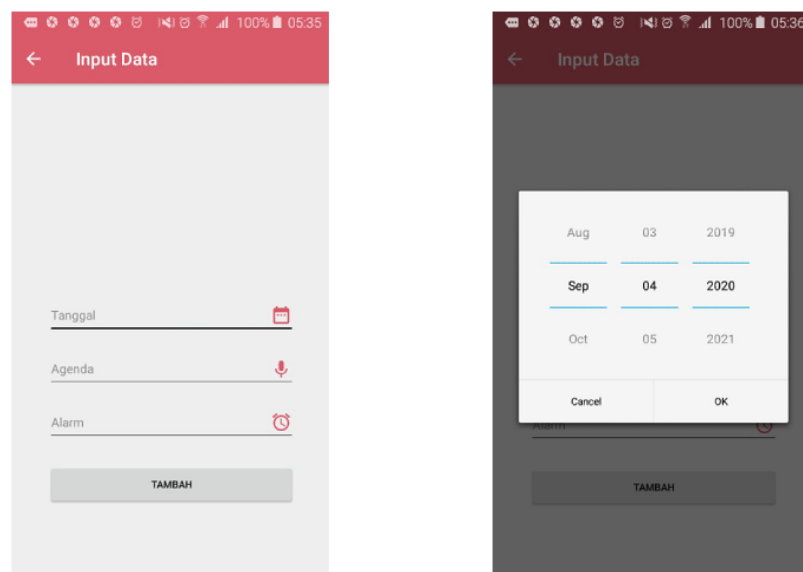 100% 05:35
Input Data
Tanggal
Agenda
Alarm
TAMBAH
100% 05:36
Input Data
Aug 03 2019
Sep 04 2020
Oct 05 2021
Cancel OK
Alarm
TAMBAH